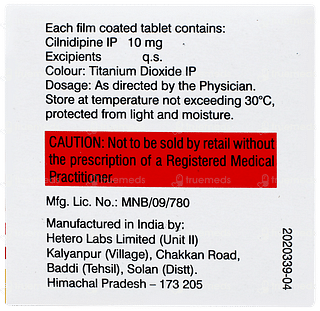 Each film coated tablet contains:
Cilnidipine IP 10 mg
Excipients q.s.
Colour: Titanium Dioxide IP
Dosage: As directed by the Physician.
Store at temperature not exceeding 30°C,
protected from light and moisture.
CAUTION: Not to be sold by retail without
the prescription of a Registered Medical
Practitioner
truemeds truemeds truemeds
Mfg. Lic. No.: MNB/09/780
Manufactured in India by:
Hetero Labs Limited (Unit II)
Kalyanpur (Village), Chakkan Road,
Baddi (Tehsil), Solan (Distt).
Himachal Pradesh – 173 205
2020339-04